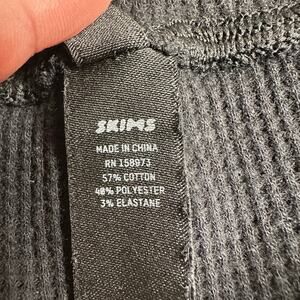 SKIMS
MADE IN CHINA
RN 158973
57% COTTON
40% POLYESTER
3% ELASTANE